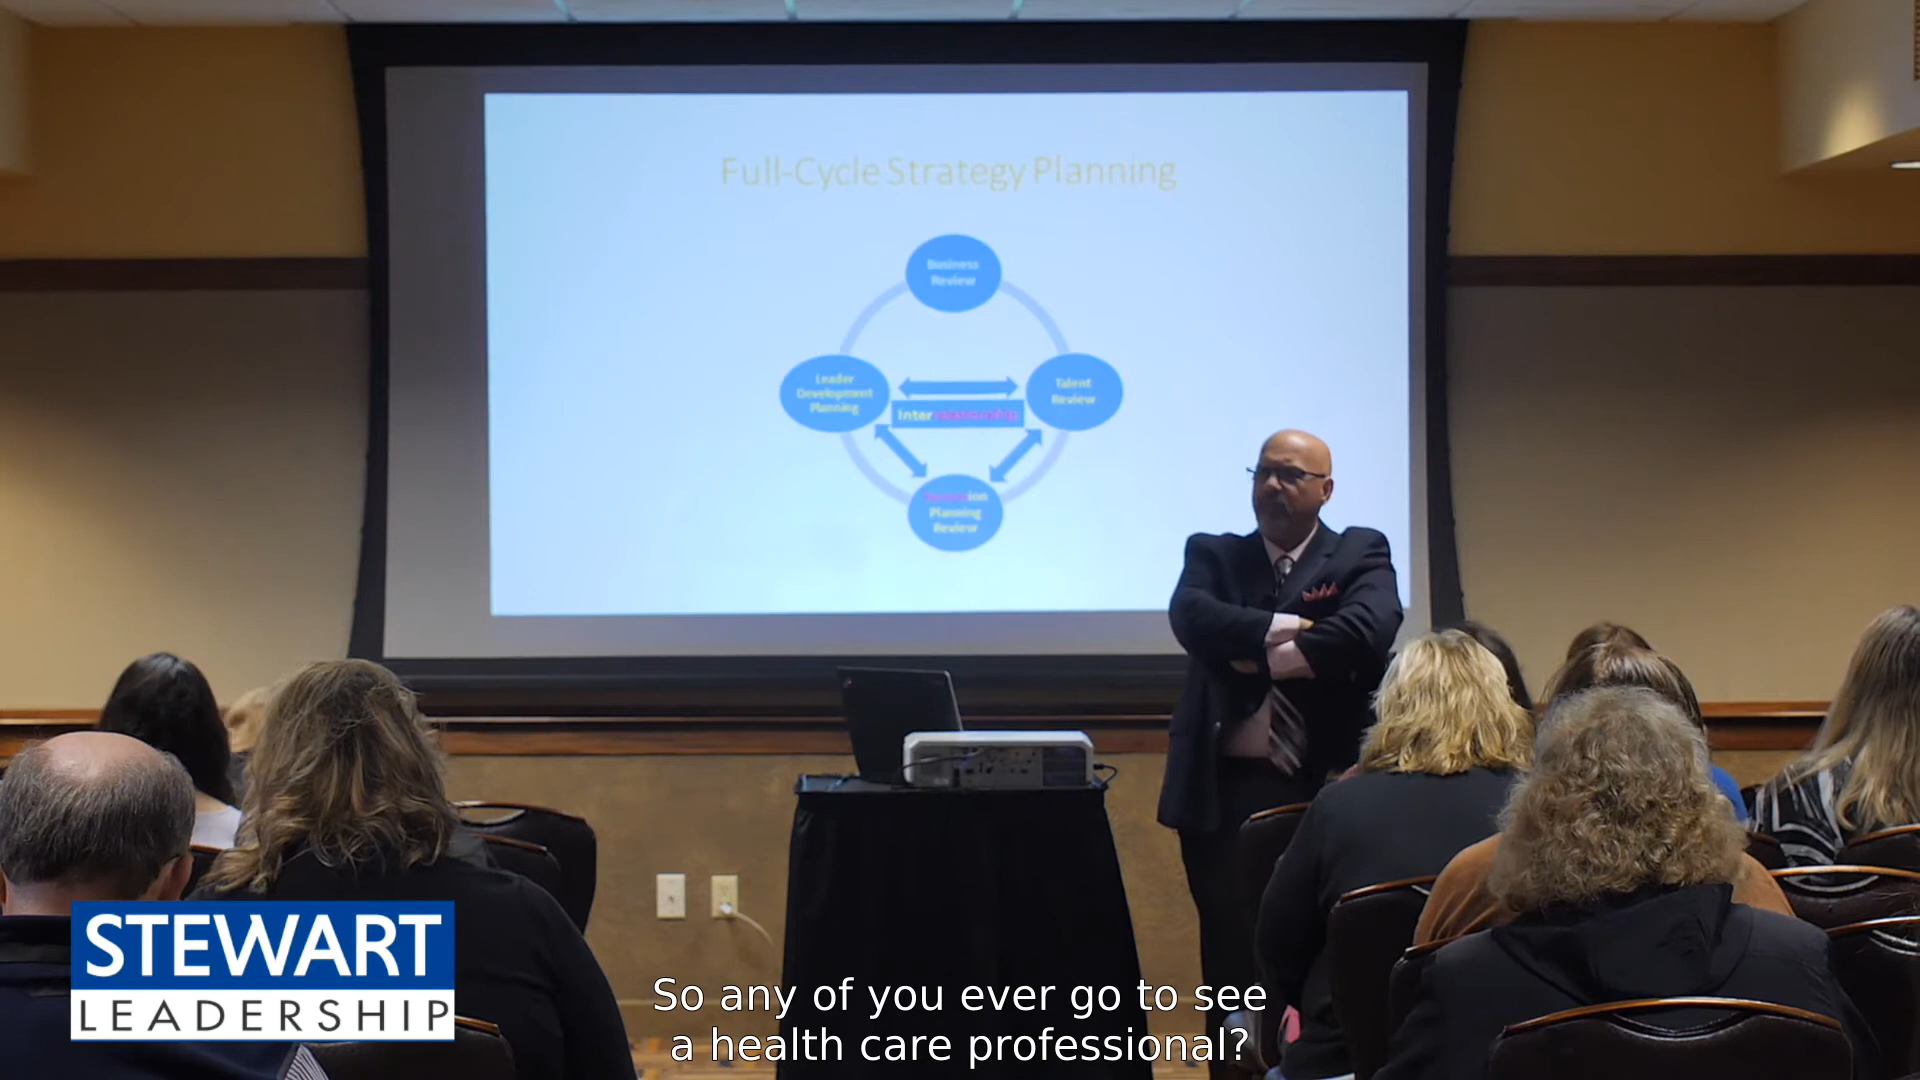 Full-Cycle Strategy Planning
Business
Review
Leader
Development
Planning
Talent
Review
Planning
Review
STEWART
LEADERSHIP
So any of you ever go to see
a health care professional?